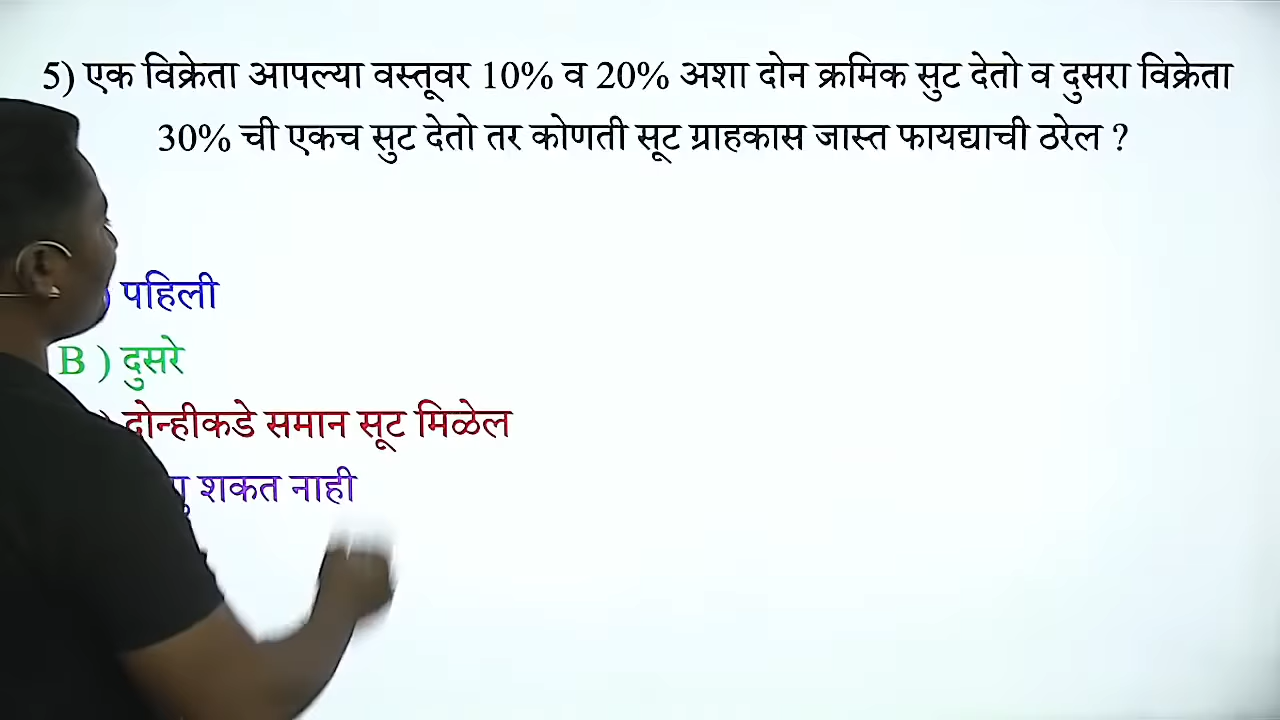 5) एक विक्रेता आपल्या वस्तूवर 10% व 20% अशा दोन क्रमिक सुट देतो व दुसरा विक्रेता
30% ची एकच सुट देतो तर कोणती सूट ग्राहकास जास्त फायद्याची ठरेल ?
) पहिली
B ) दुसरे
) दोन्हीकडे समान सूट मिळेल
शकत नाही